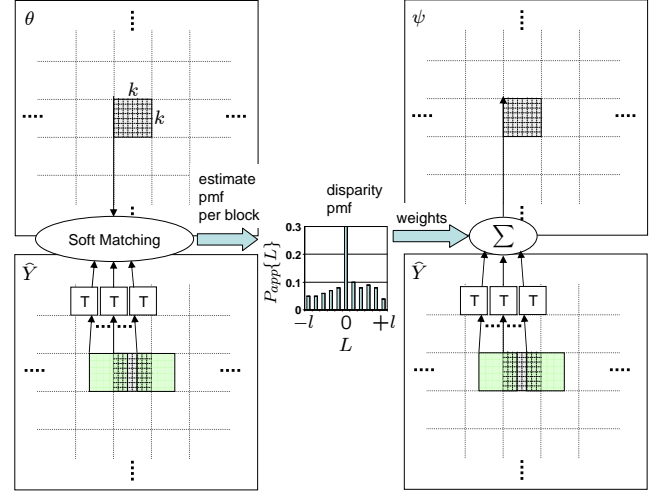 θ
ψ
k
k
estimate
pmf
per block
disparity
pmf
weights
Soft Matching
Σ
0.3
0.2
0.1
0
P_app{L}
−l 0 +l
L
Ŷ
Ŷ
T T T
T T T